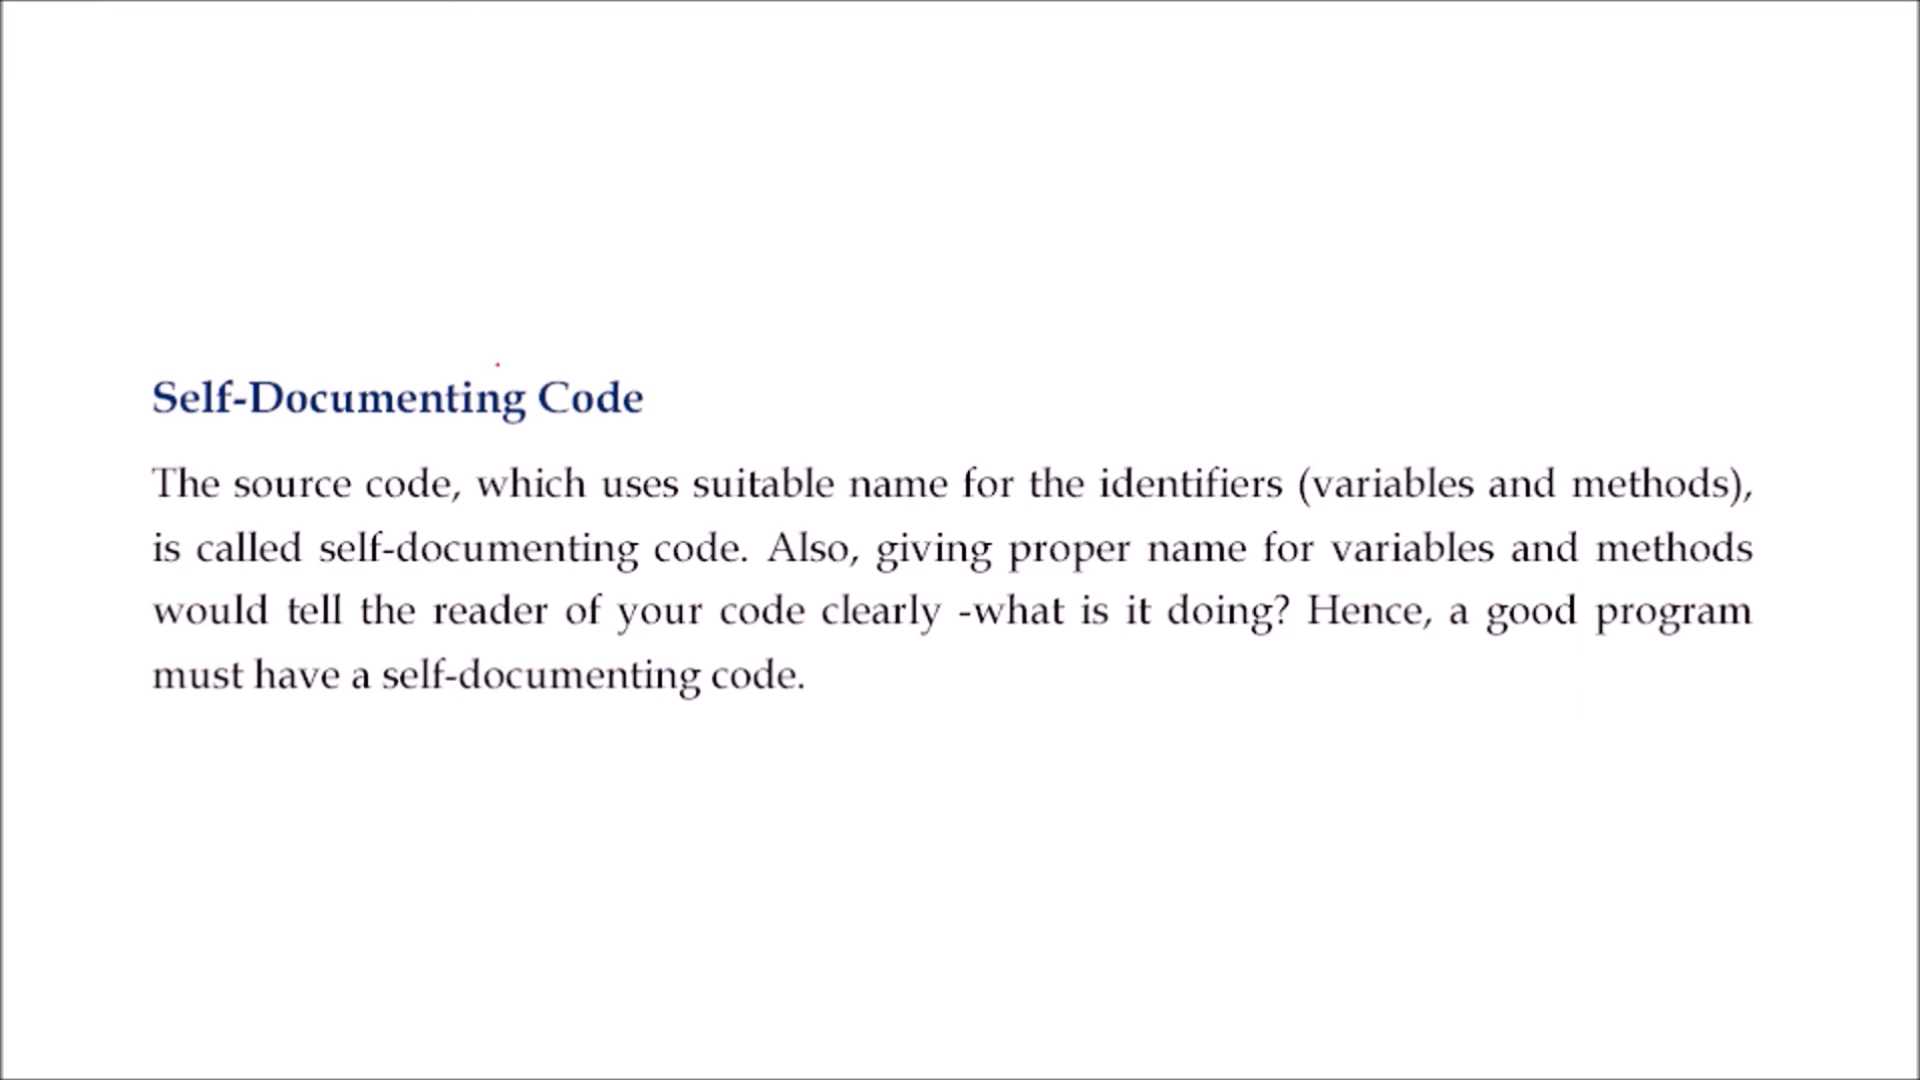 Self-Documenting Code
The source code, which uses suitable name for the identifiers (variables and methods),
is called self-documenting code. Also, giving proper name for variables and methods
would tell the reader of your code clearly -what is it doing? Hence, a good program
must have a self-documenting code.